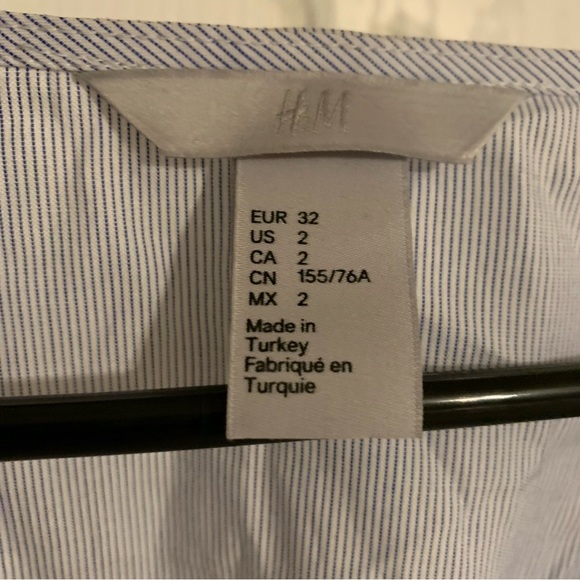 H&M
EUR 32
US 2
CA 2
CN 155/76A
MX 2
Made in
Turkey
Fabriqué en
Turquie